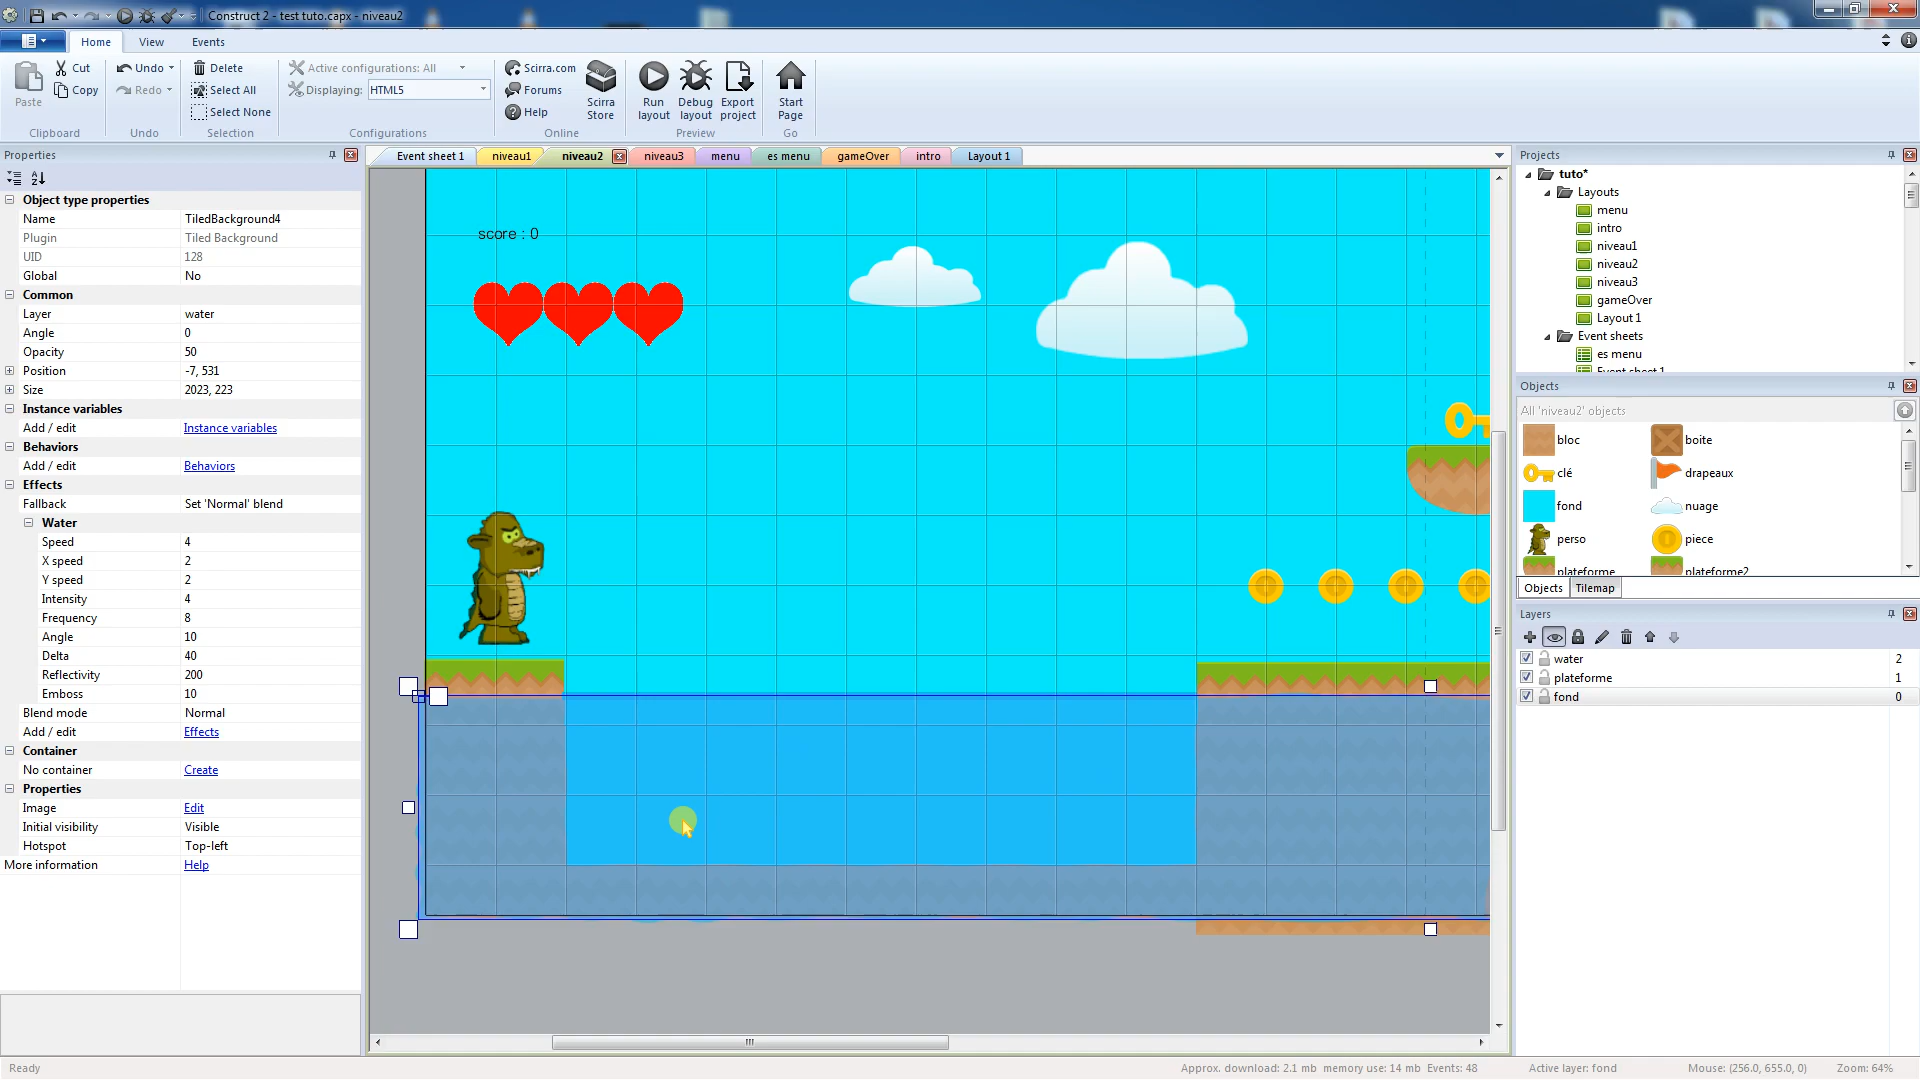 Construct 2 - test tuto.capx - niveau2
Home View Events
Paste
Cut
Copy
Clipboard
Undo
Redo
Undo
Delete
Select All
Select None
Selection
Active configurations: All
Displaying: HTML5
Configurations
Scirra.com
Forums
Help
Scirra Store
Online
Run layout
Debug layout
Export project
Preview
Start Page
Go
Properties
Object type properties
Name TiledBackground4
Plugin Tiled Background
UID 128
Global No
Common
Layer water
Angle 0
Opacity 50
Position -7, 531
Size 2023, 223
Instance variables
Add / edit Instance variables
Behaviors
Add / edit Behaviors
Effects
Fallback Set 'Normal' blend
Water
Speed 4
X speed 2
Y speed 2
Intensity 4
Frequency 8
Angle 10
Delta 40
Reflectivity 200
Emboss 10
Blend mode Normal
Add / edit Effects
Container
No container Create
Properties
Image Edit
Initial visibility Visible
Hotspot Top-left
More information Help
Event sheet 1 niveau1 niveau2 niveau3 menu es menu gameOver intro Layout 1
score : 0
Projects
tuto*
Layouts
menu
intro
niveau1
niveau2
niveau3
gameOver
Layout 1
Event sheets
es menu
Event sheet 1
Objects
All 'niveau2' objects
bloc boite
clé drapeaux
fond nuage
perso piece
plateforme plateforme2
Objects Tilemap
Layers
water 2
plateforme 1
fond 0
Ready
Approx. download: 2.1 mb memory use: 14 mb Events: 48
Active layer: fond
Mouse: (256.0, 655.0, 0)
Zoom: 64%